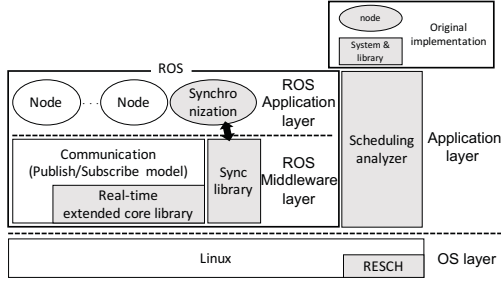 node
System &
library
Original
implementation
ROS
Node
...
Node
Synchro
nization
ROS
Application
layer
Communication
(Publish/Subscribe model)
Real-time
extended core library
Sync
library
ROS
Middleware
layer
Scheduling
analyzer
Application
layer
Linux
RESCH
OS layer